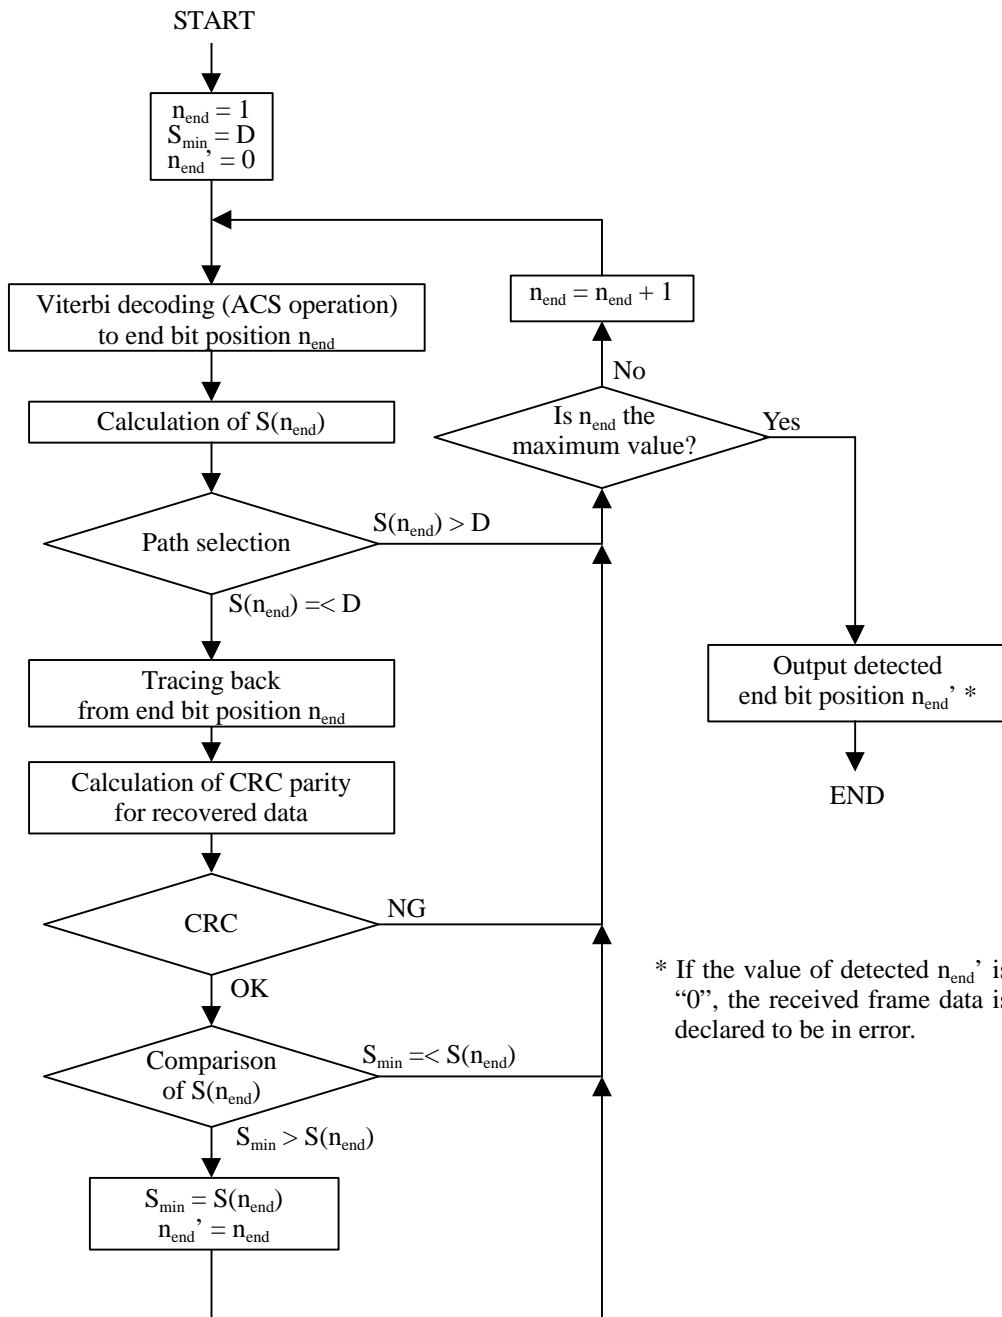 START
n_end = 1
S_min = D
n_end’ = 0
Viterbi decoding (ACS operation)
to end bit position n_end
n_end = n_end + 1
Calculation of S(n_end)
No
Is n_end the
maximum value?
Yes
Path selection
S(n_end) > D
S(n_end) =< D
Tracing back
from end bit position n_end
Output detected
end bit position n_end’ *
END
Calculation of CRC parity
for recovered data
CRC
NG
OK
* If the value of detected n_end’ is
“0”, the received frame data is
declared to be in error.
Comparison
of S(n_end)
S_min =< S(n_end)
S_min > S(n_end)
S_min = S(n_end)
n_end’ = n_end